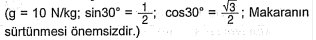 (g = 10 N/kg; sin30° = 1/2; cos30° = √3/2; Makaranın
sürtünmesi önemsizdir.)